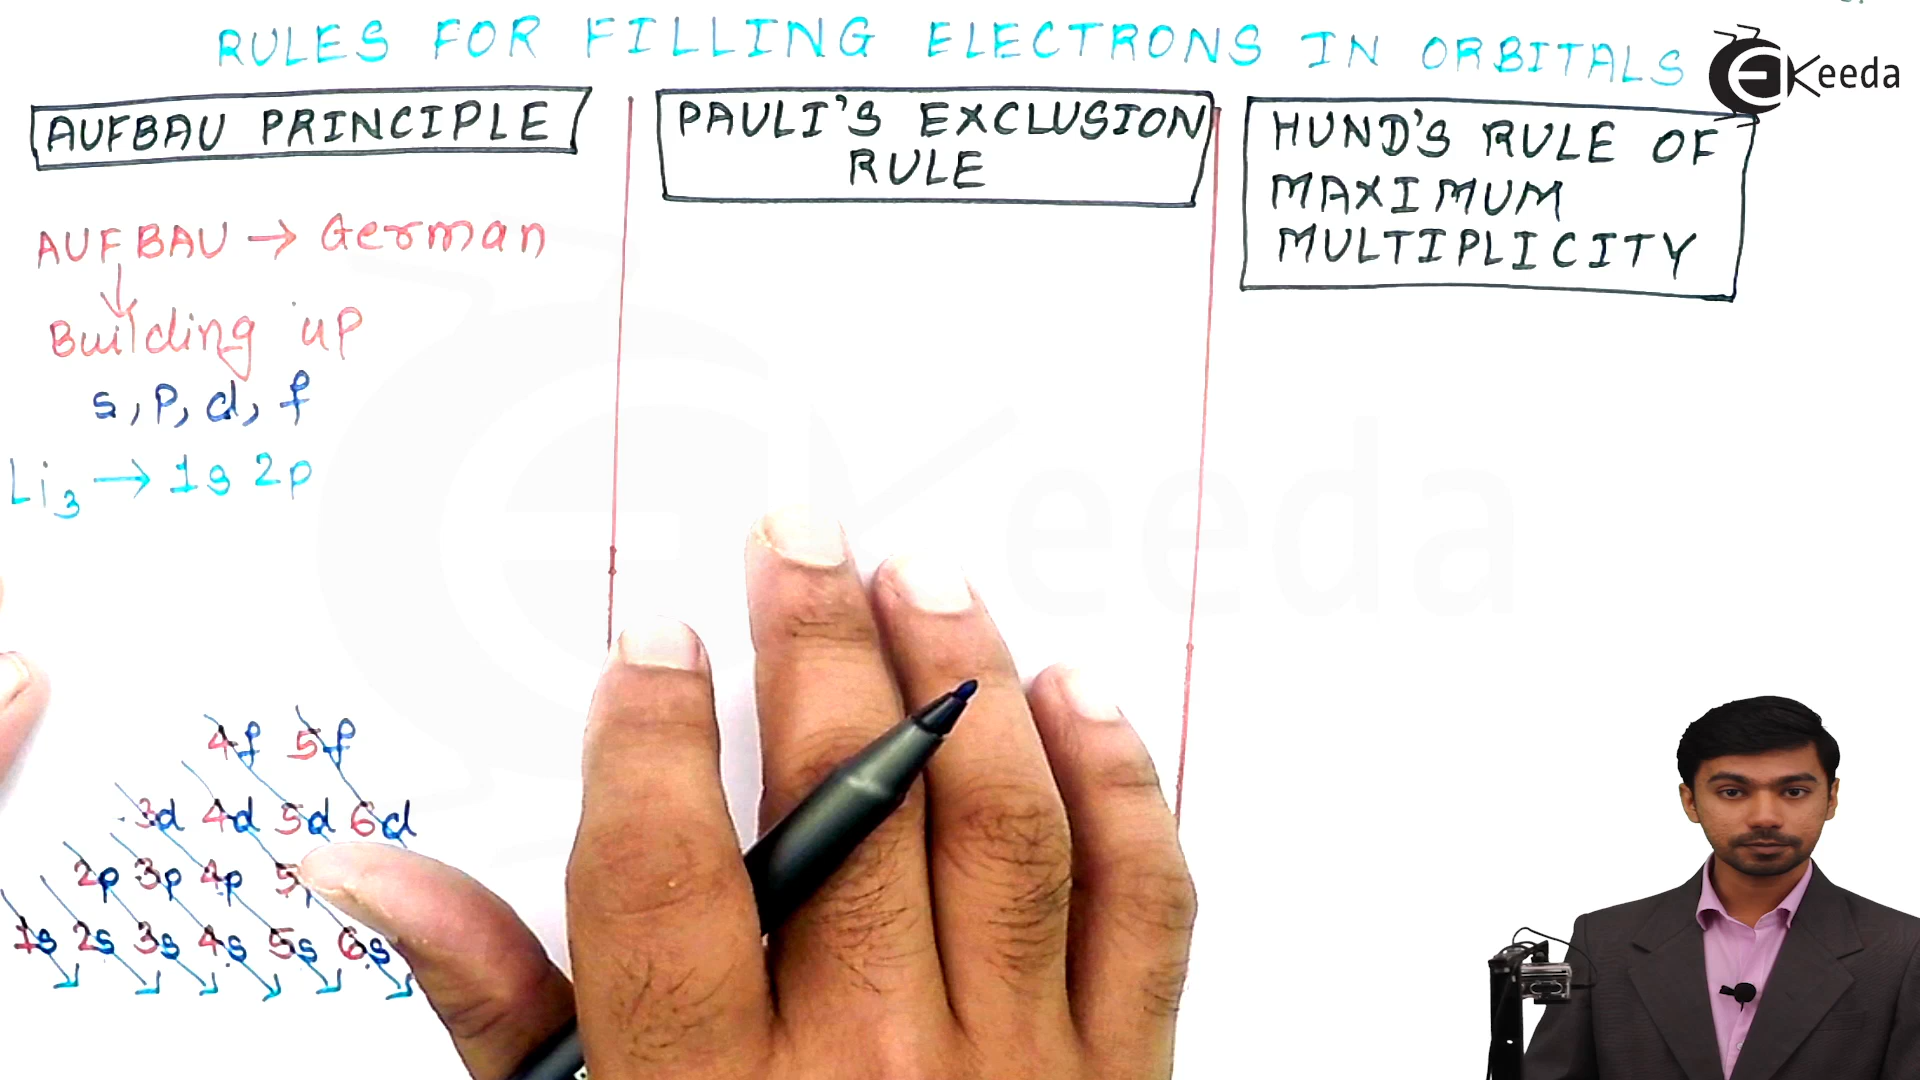 RULES FOR FILLING ELECTRONS IN ORBITALS
Keeda
AUFBAU PRINCIPLE
AUFBAU → German
Building up
s, p, d, f
Li3 → 1s 2p
4f 5f
3d 4d 5d 6d
2p 3p 4p
1s 2s 3s 4s 5s 6s
PAULI'S EXCLUSION
RULE
HUND'S RULE OF
MAXIMUM
MULTIPLICITY
Keeda